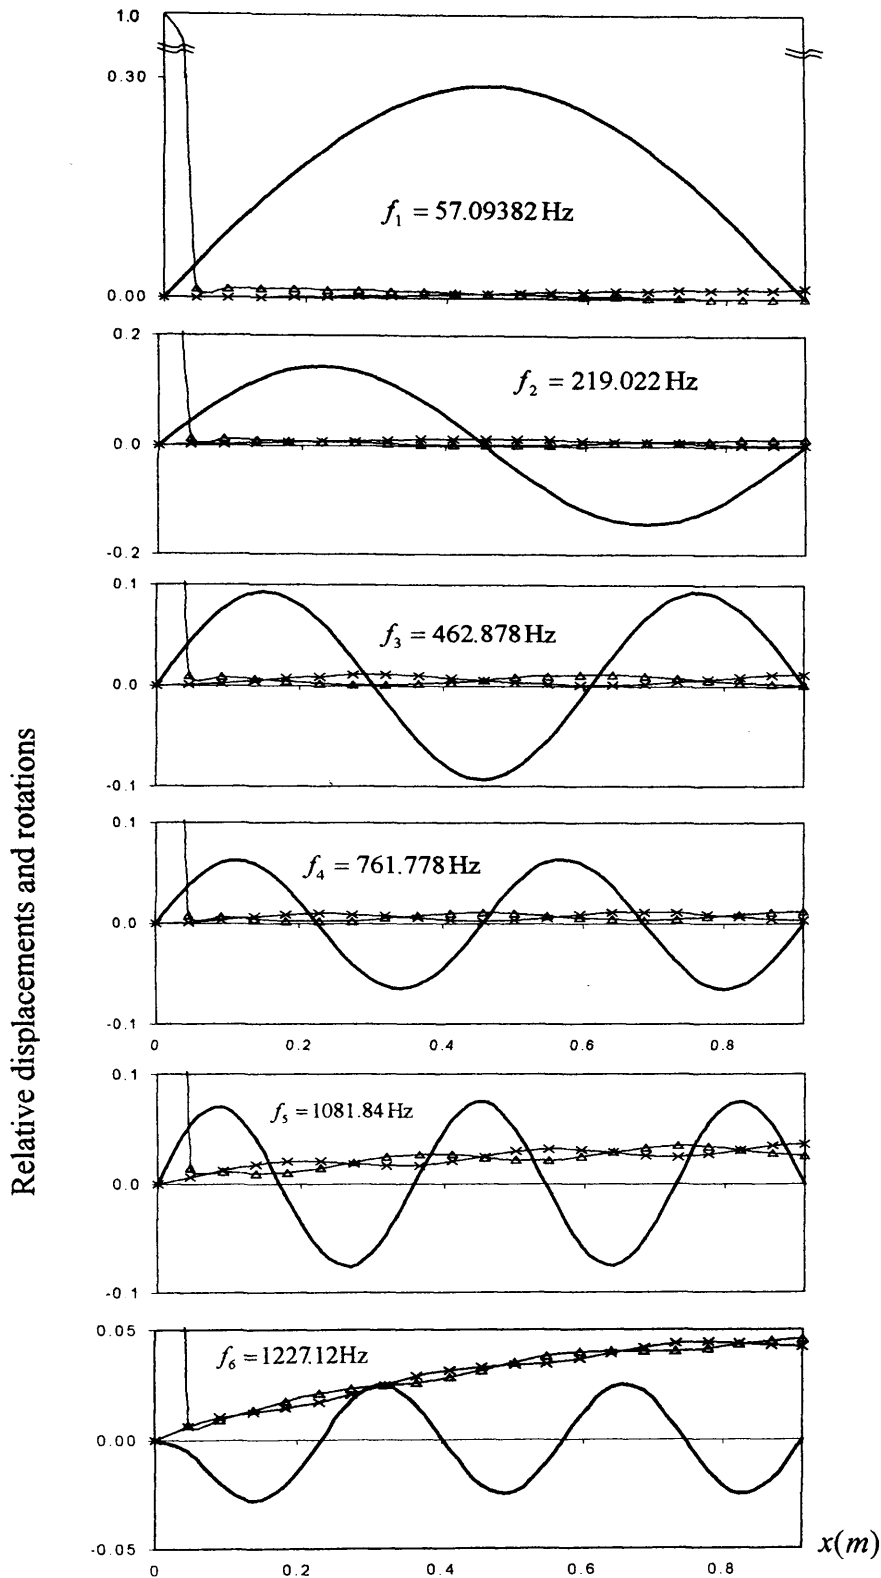 1.0
0.30
f1 = 57.09382 Hz
0.00
0.2
f2 = 219.022 Hz
0.0
-0.2
0.1
f3 = 462.878 Hz
0.0
-0.1
0.1
f4 = 761.778 Hz
0.0
-0.1
0 0.2 0.4 0.6 0.8
0.1
f5 = 1081.84 Hz
0.0
-0.1
0.05
f6 = 1227.12Hz
0.00
-0.05
0 0.2 0.4 0.6 0.8
x(m)
Relative displacements and rotations